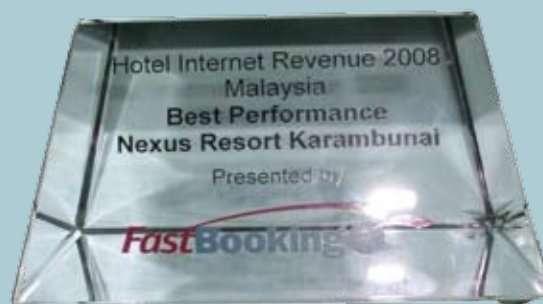 Hotel Internet Revenue 2008
Malaysia
Best Performance
Nexus Resort Karambunai
Presented by
FastBooking